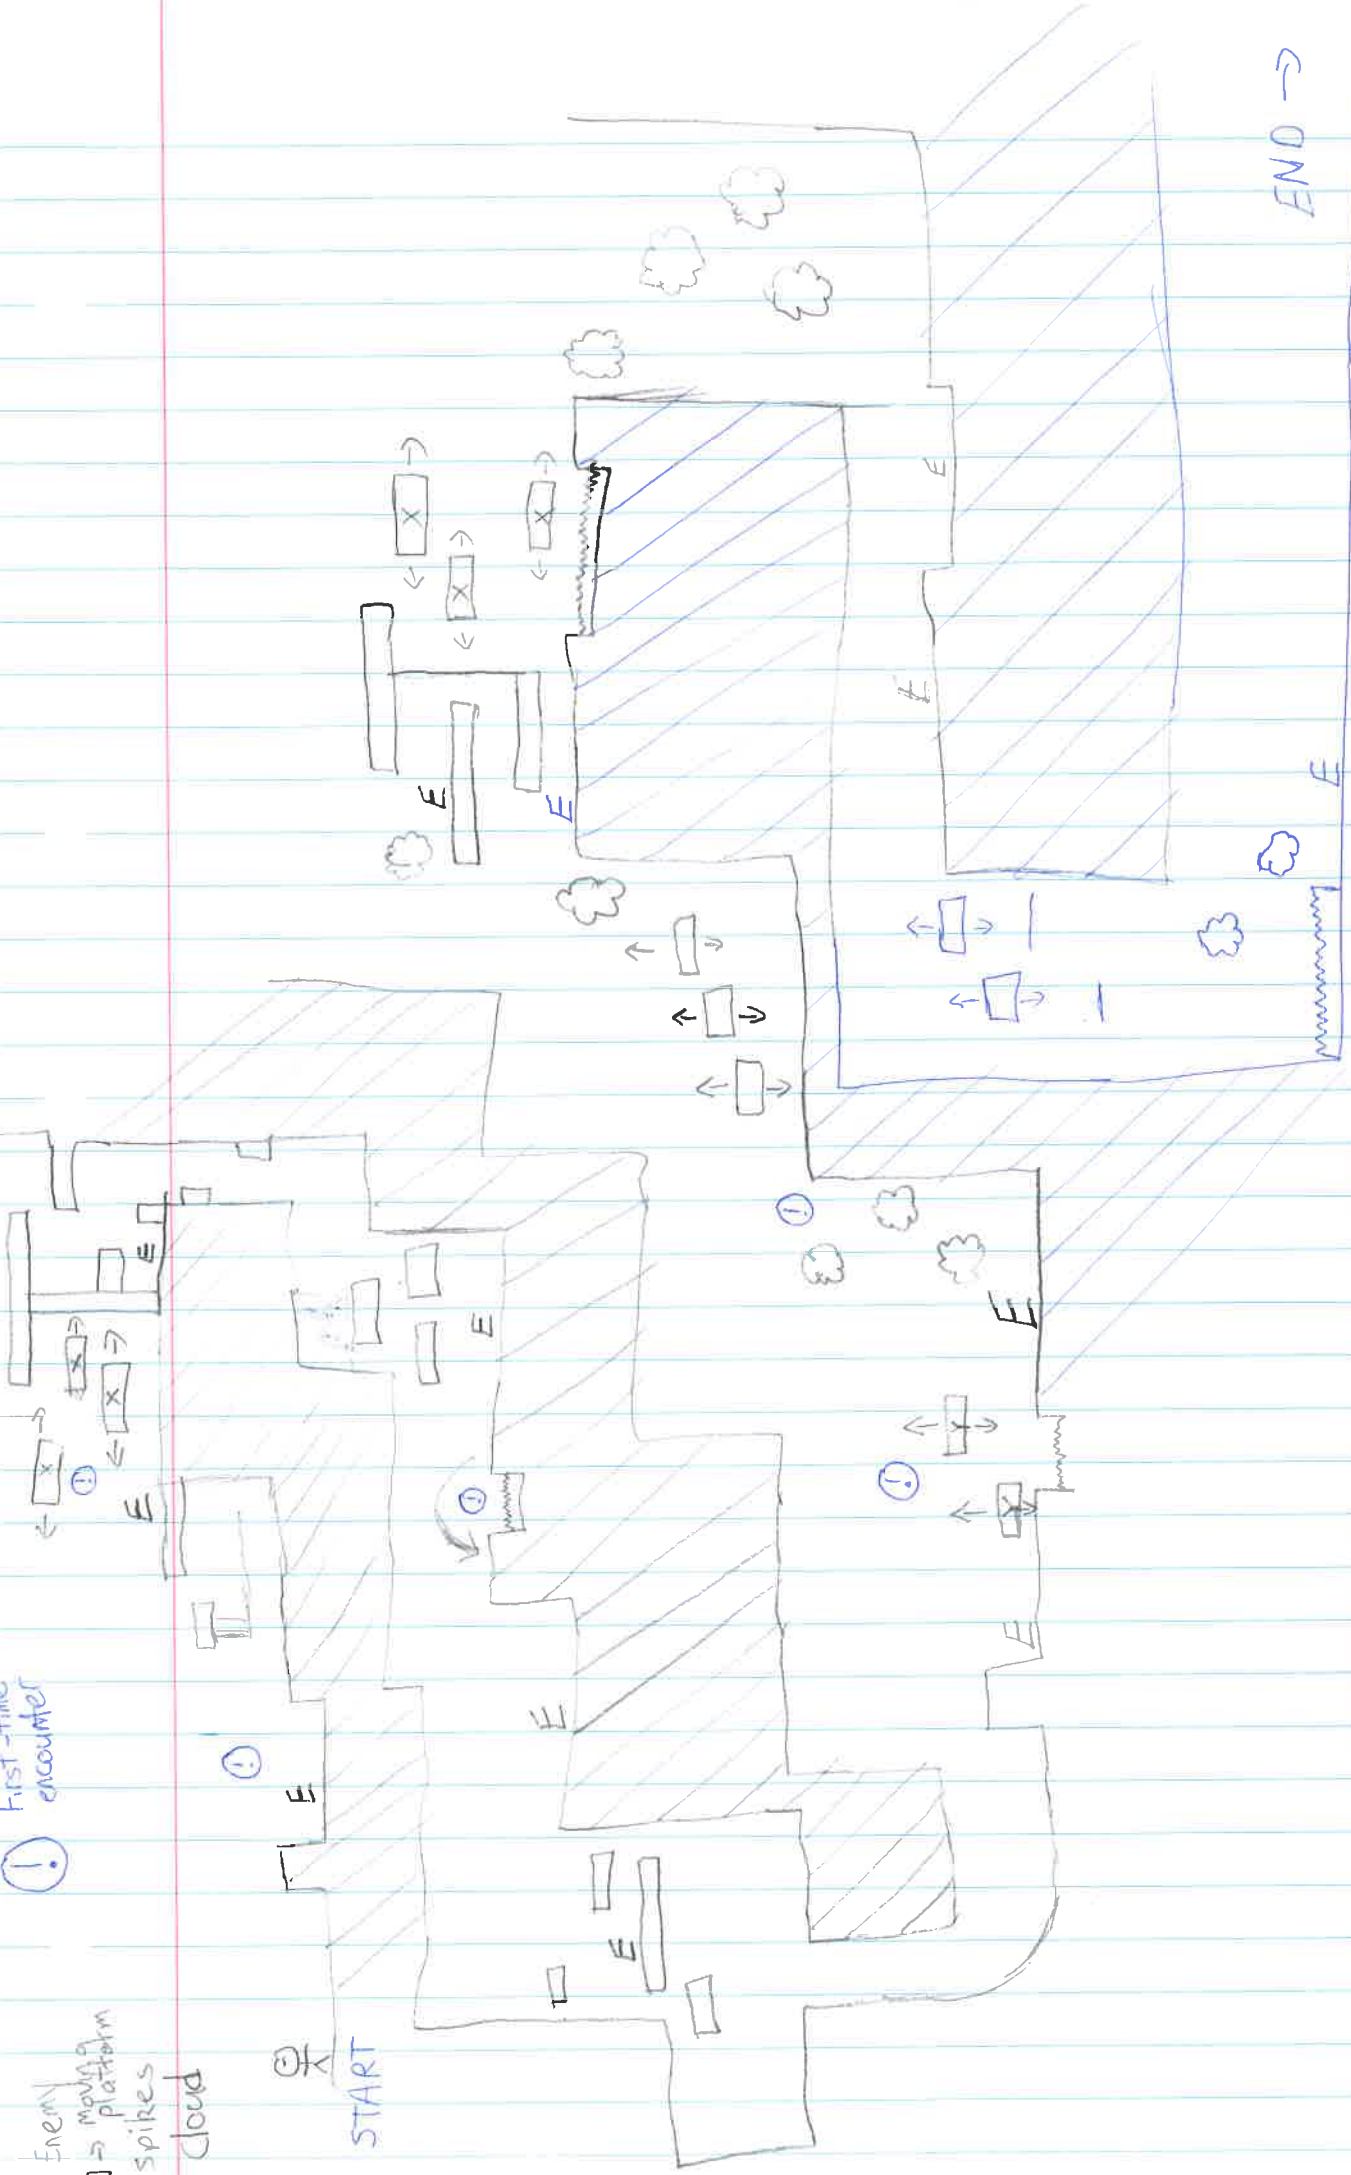 Enemy
→ moving
platform
spikes
cloud
! First-time
encounter
X
X
!
X
E
E
!
E
START
X
E
X
!
E
X
E
E
E
!
!
E
E
Y
Y
E
E
END →
E